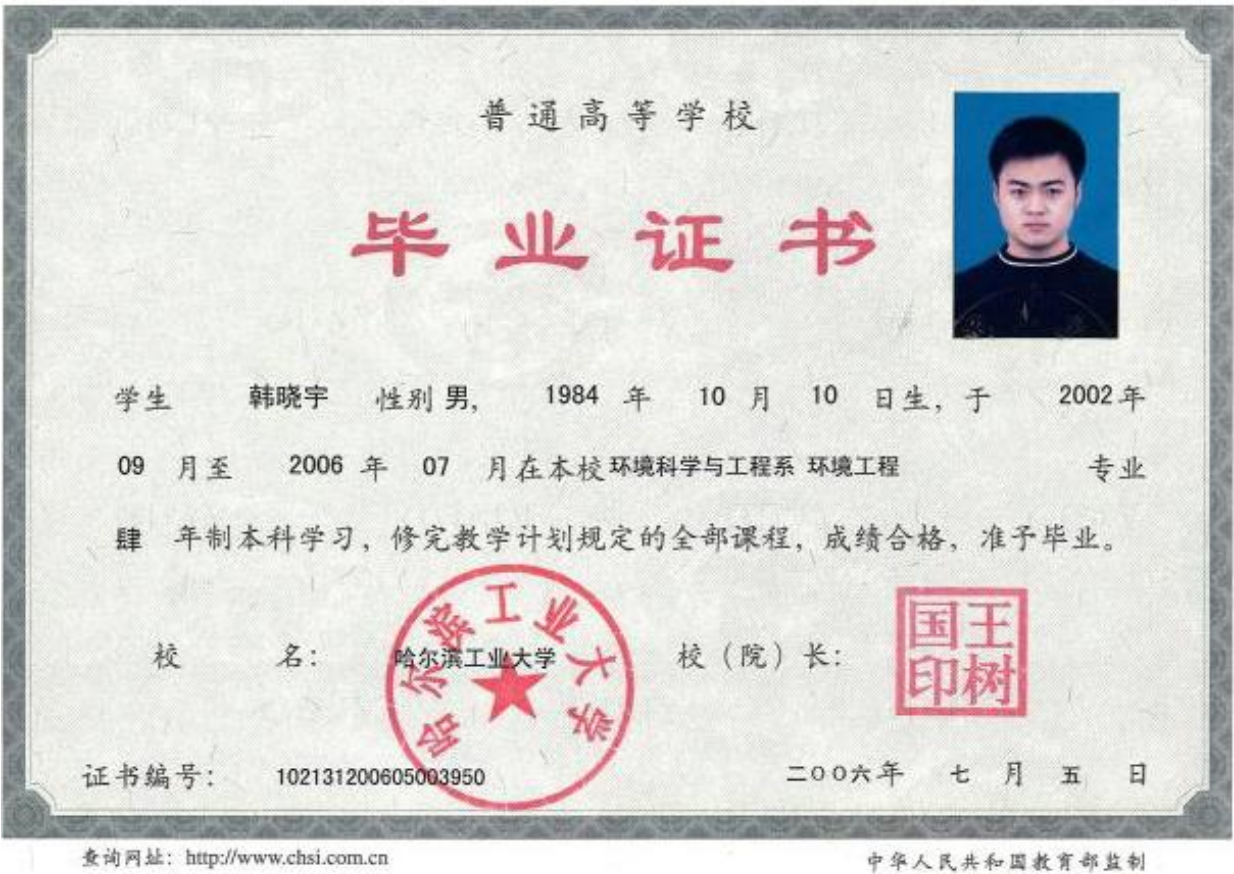 普通高等学校
毕业证书
学生 韩晓宇 性别 男， 1984 年 10 月 10 日生，于 2002 年
09 月至 2006 年 07 月在本校 环境科学与工程系 环境工程 专业
肆 年制本科学习，修完教学计划规定的全部课程，成绩合格，准予毕业。
校 名： 哈尔滨工业大学 校（院）长：
哈尔滨工业大学
王树国印
证书编号： 102131200605003950 二〇〇六年 七 月 五 日
查询网址：http://www.chsi.com.cn 中华人民共和国教育部监制